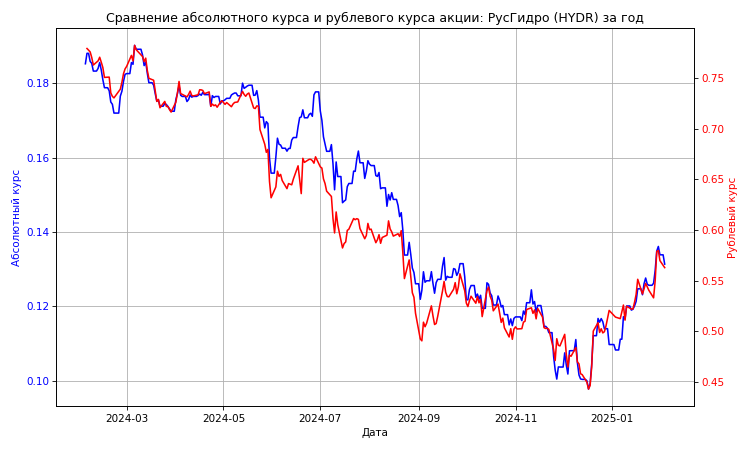 Сравнение абсолютного курса и рублевого курса акции: РусГидро (HYDR) за год
Абсолютный курс
0.18
0.16
0.14
0.12
0.10
0.75
0.70
0.65
0.60
0.55
0.50
0.45
Рублевый курс
2024-03 2024-05 2024-07 2024-09 2024-11 2025-01
Дата